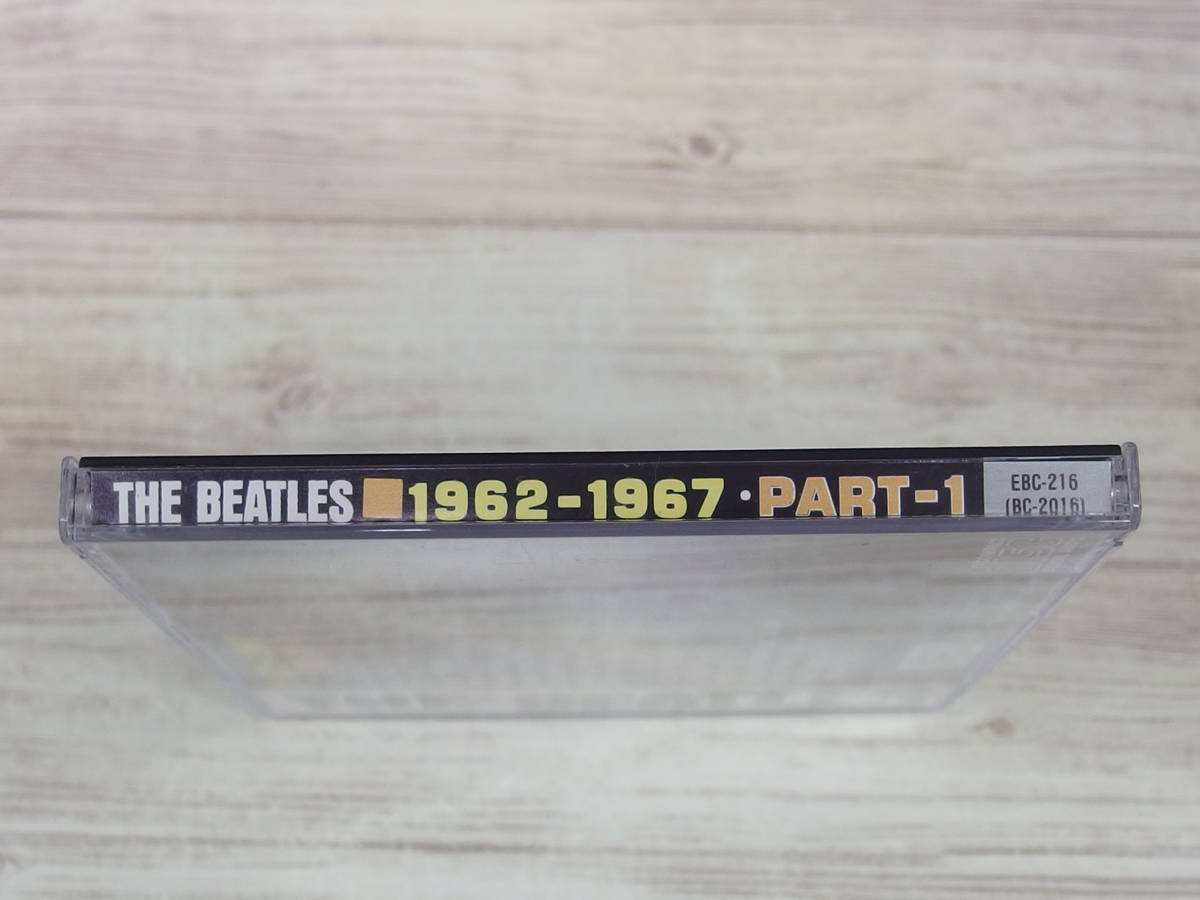 THE BEATLES ■ 1962-1967・PART-1
EBC-216
(BC-2016)